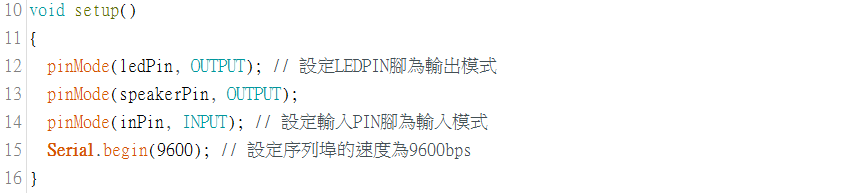 10 void setup()
11 {
12   pinMode(ledPin, OUTPUT); // 設定LEDPIN腳為輸出模式
13   pinMode(speakerPin, OUTPUT);
14   pinMode(inPin, INPUT); // 設定輸入PIN腳為輸入模式
15   Serial.begin(9600); // 設定序列埠的速度為9600bps
16 }